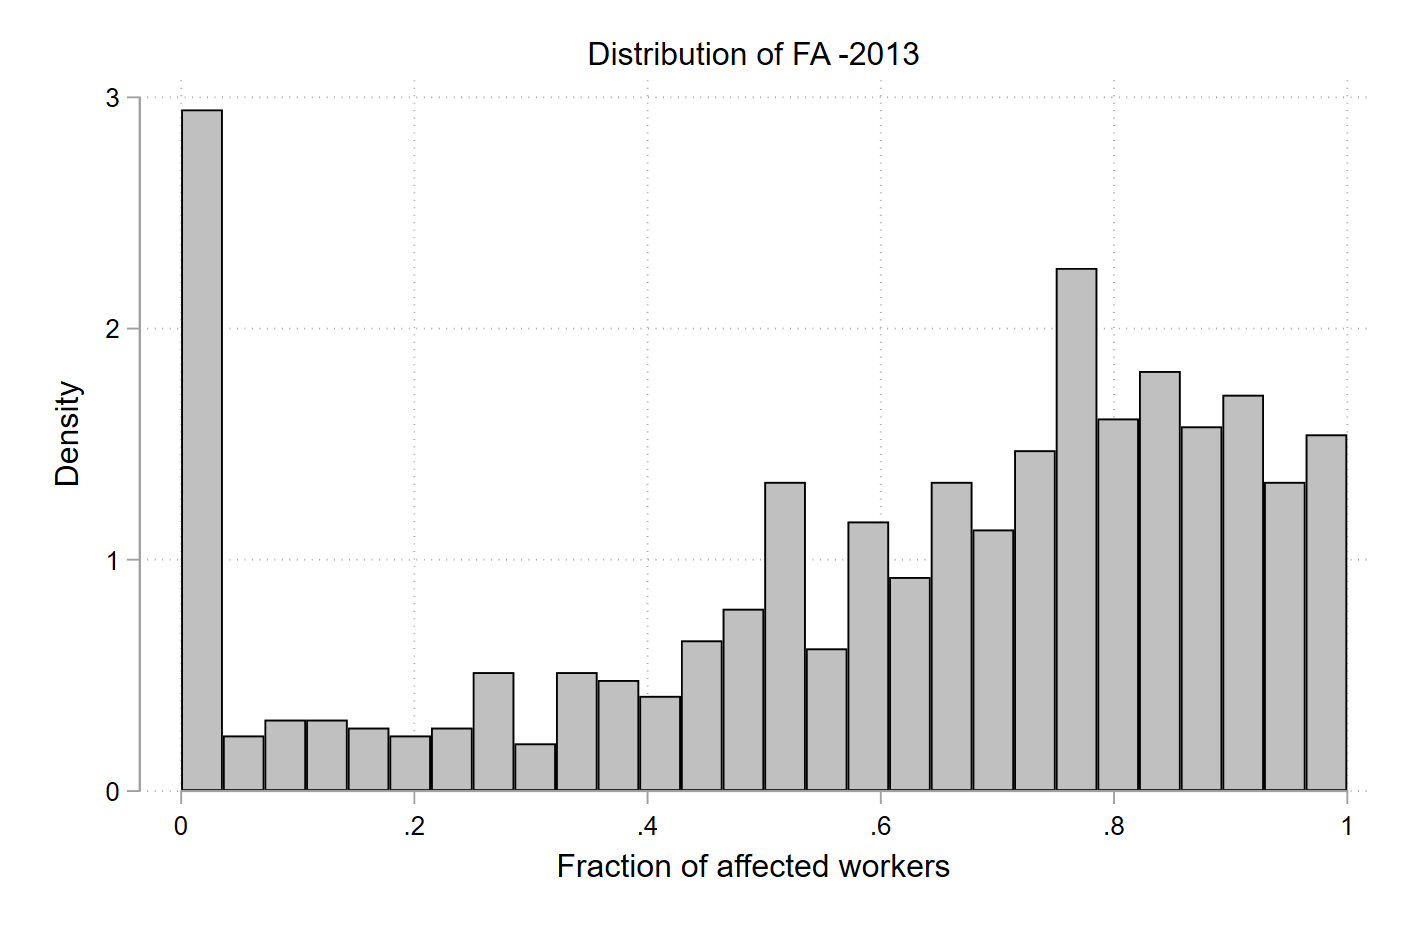 Distribution of FA -2013
3
2
1
0
Density
0 .2 .4 .6 .8 1
Fraction of affected workers